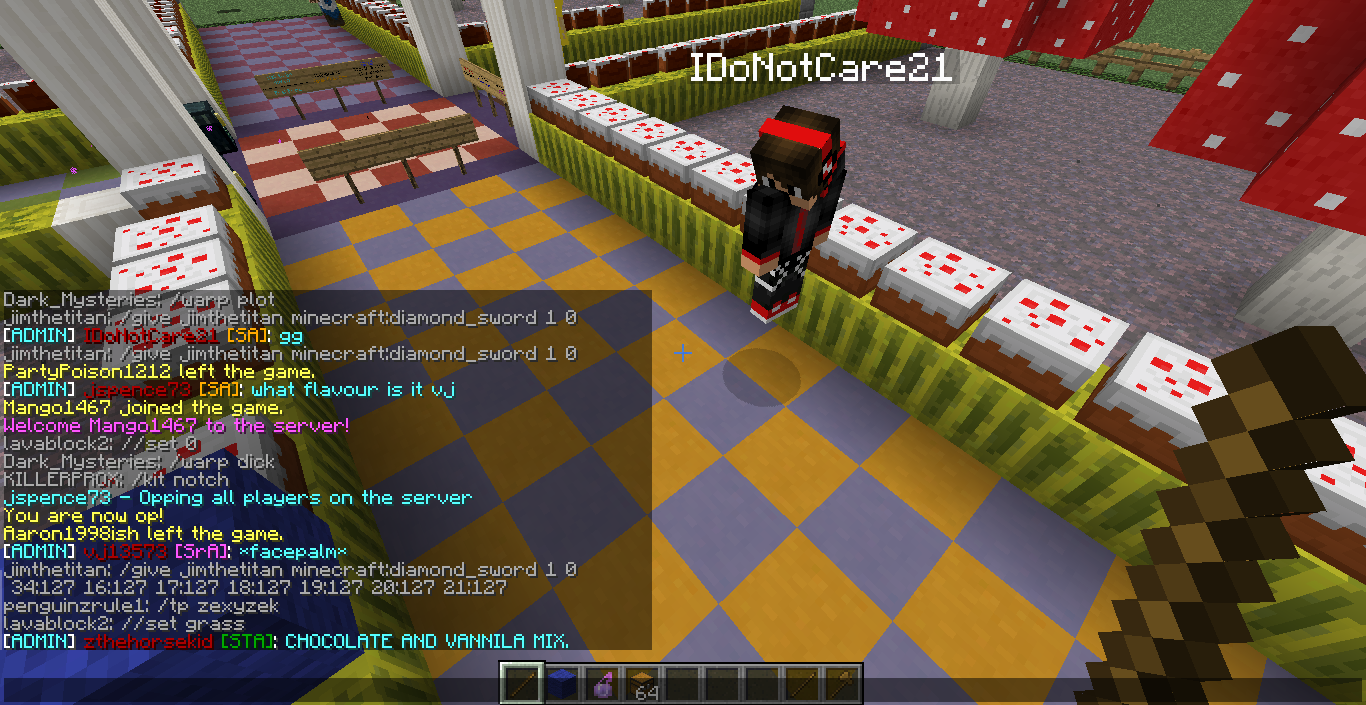 IDoNotCare21
Dark_Mysteries: /warp plot
jimthetitan: /give jimthetitan minecraft:diamond_sword 1 0
[ADMIN] IDoNotCare21 [SA]: gg
jimthetitan: /give jimthetitan minecraft:diamond_sword 1 0
PartyPoison1212 left the game.
[ADMIN] jspence73 [SA]: what flavour is it vj
Mango1467 joined the game.
Welcome Mango1467 to the server!
lavablock2: //set 0
Dark_Mysteries: /warp dick
KILLERPROX: /kit notch
jspence73 - Opping all players on the server
You are now op!
Aaron1998ish left the game.
[ADMIN] vj13573 [SrA]: *facepalm*
jimthetitan: /give jimthetitan minecraft:diamond_sword 1 0
34:127 16:127 17:127 18:127 19:127 20:127 21:127
penguinzrule1: /tp zexyzek
lavablock2: //set grass
[ADMIN] zthehorsekid [STA]: CHOCOLATE AND VANNILA MIX.
64